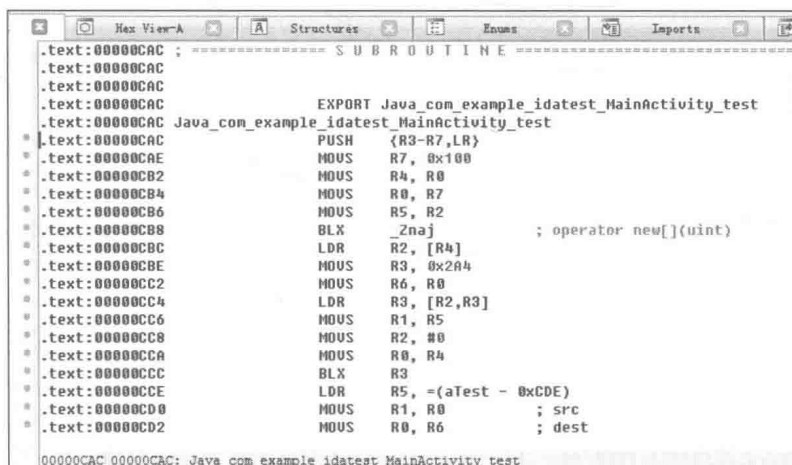 Hex View-A Structures Enums Imports
.text:00000CAC ; =============== S U B R O U T I N E =================================
.text:00000CAC
.text:00000CAC
.text:00000CAC EXPORT Java_com_example_idatest_MainActivity_test
.text:00000CAC Java_com_example_idatest_MainActivity_test
.text:00000CAC PUSH {R3-R7,LR}
.text:00000CAE MOVS R7, 0x100
.text:00000CB2 MOVS R4, R0
.text:00000CB4 MOVS R0, R7
.text:00000CB6 MOVS R5, R2
.text:00000CB8 BLX _Znaj ; operator new[](uint)
.text:00000CBC LDR R2, [R4]
.text:00000CBE MOVS R3, 0x2A4
.text:00000CC2 MOVS R6, R0
.text:00000CC4 LDR R3, [R2,R3]
.text:00000CC6 MOVS R1, R5
.text:00000CC8 MOVS R2, #0
.text:00000CCA MOVS R0, R4
.text:00000CCC BLX R3
.text:00000CCE LDR R5, =(aTest - 0xCDE)
.text:00000CD0 MOVS R1, R0 ; src
.text:00000CD2 MOVS R0, R6 ; dest
00000CAC 00000CAC: Java_com_example_idatest_MainActivity_test